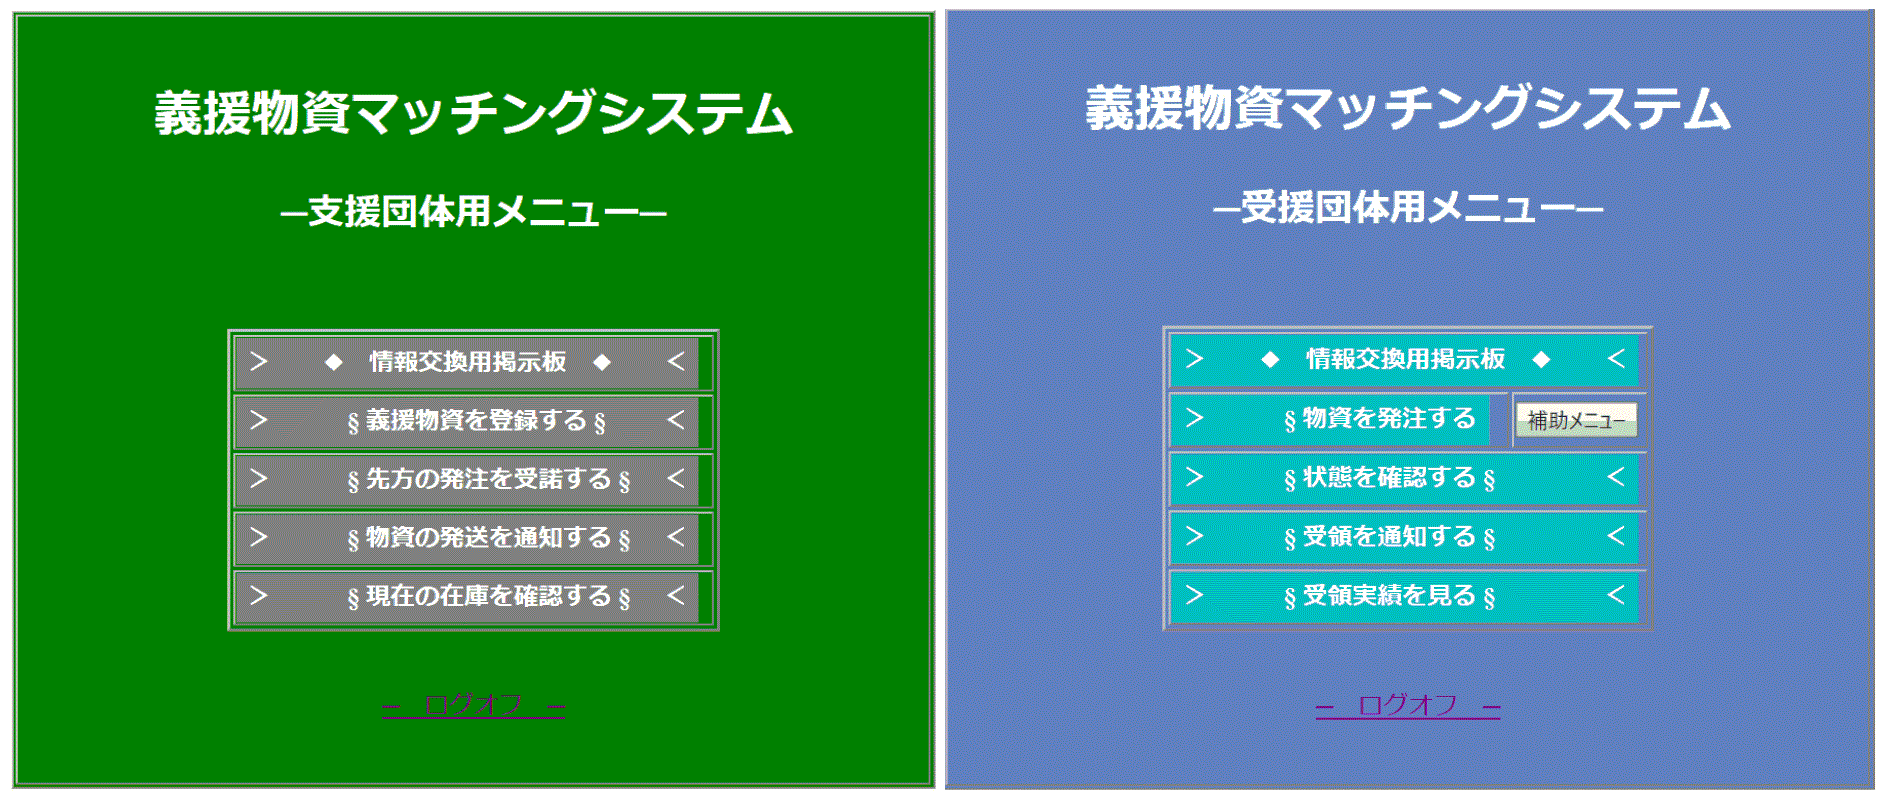 義援物資マッチングシステム
―支援団体用メニュー―
＞ ◆ 情報交換用掲示板 ◆ ＜
＞ § 義援物資を登録する § ＜
＞ § 先方の発注を受諾する § ＜
＞ § 物資の発送を通知する § ＜
＞ § 現在の在庫を確認する § ＜
― ログオフ ―
義援物資マッチングシステム
―受援団体用メニュー―
＞ ◆ 情報交換用掲示板 ◆ ＜
＞ § 物資を発注する 補助メニュー
＞ § 状態を確認する § ＜
＞ § 受領を通知する § ＜
＞ § 受領実績を見る § ＜
― ログオフ ―